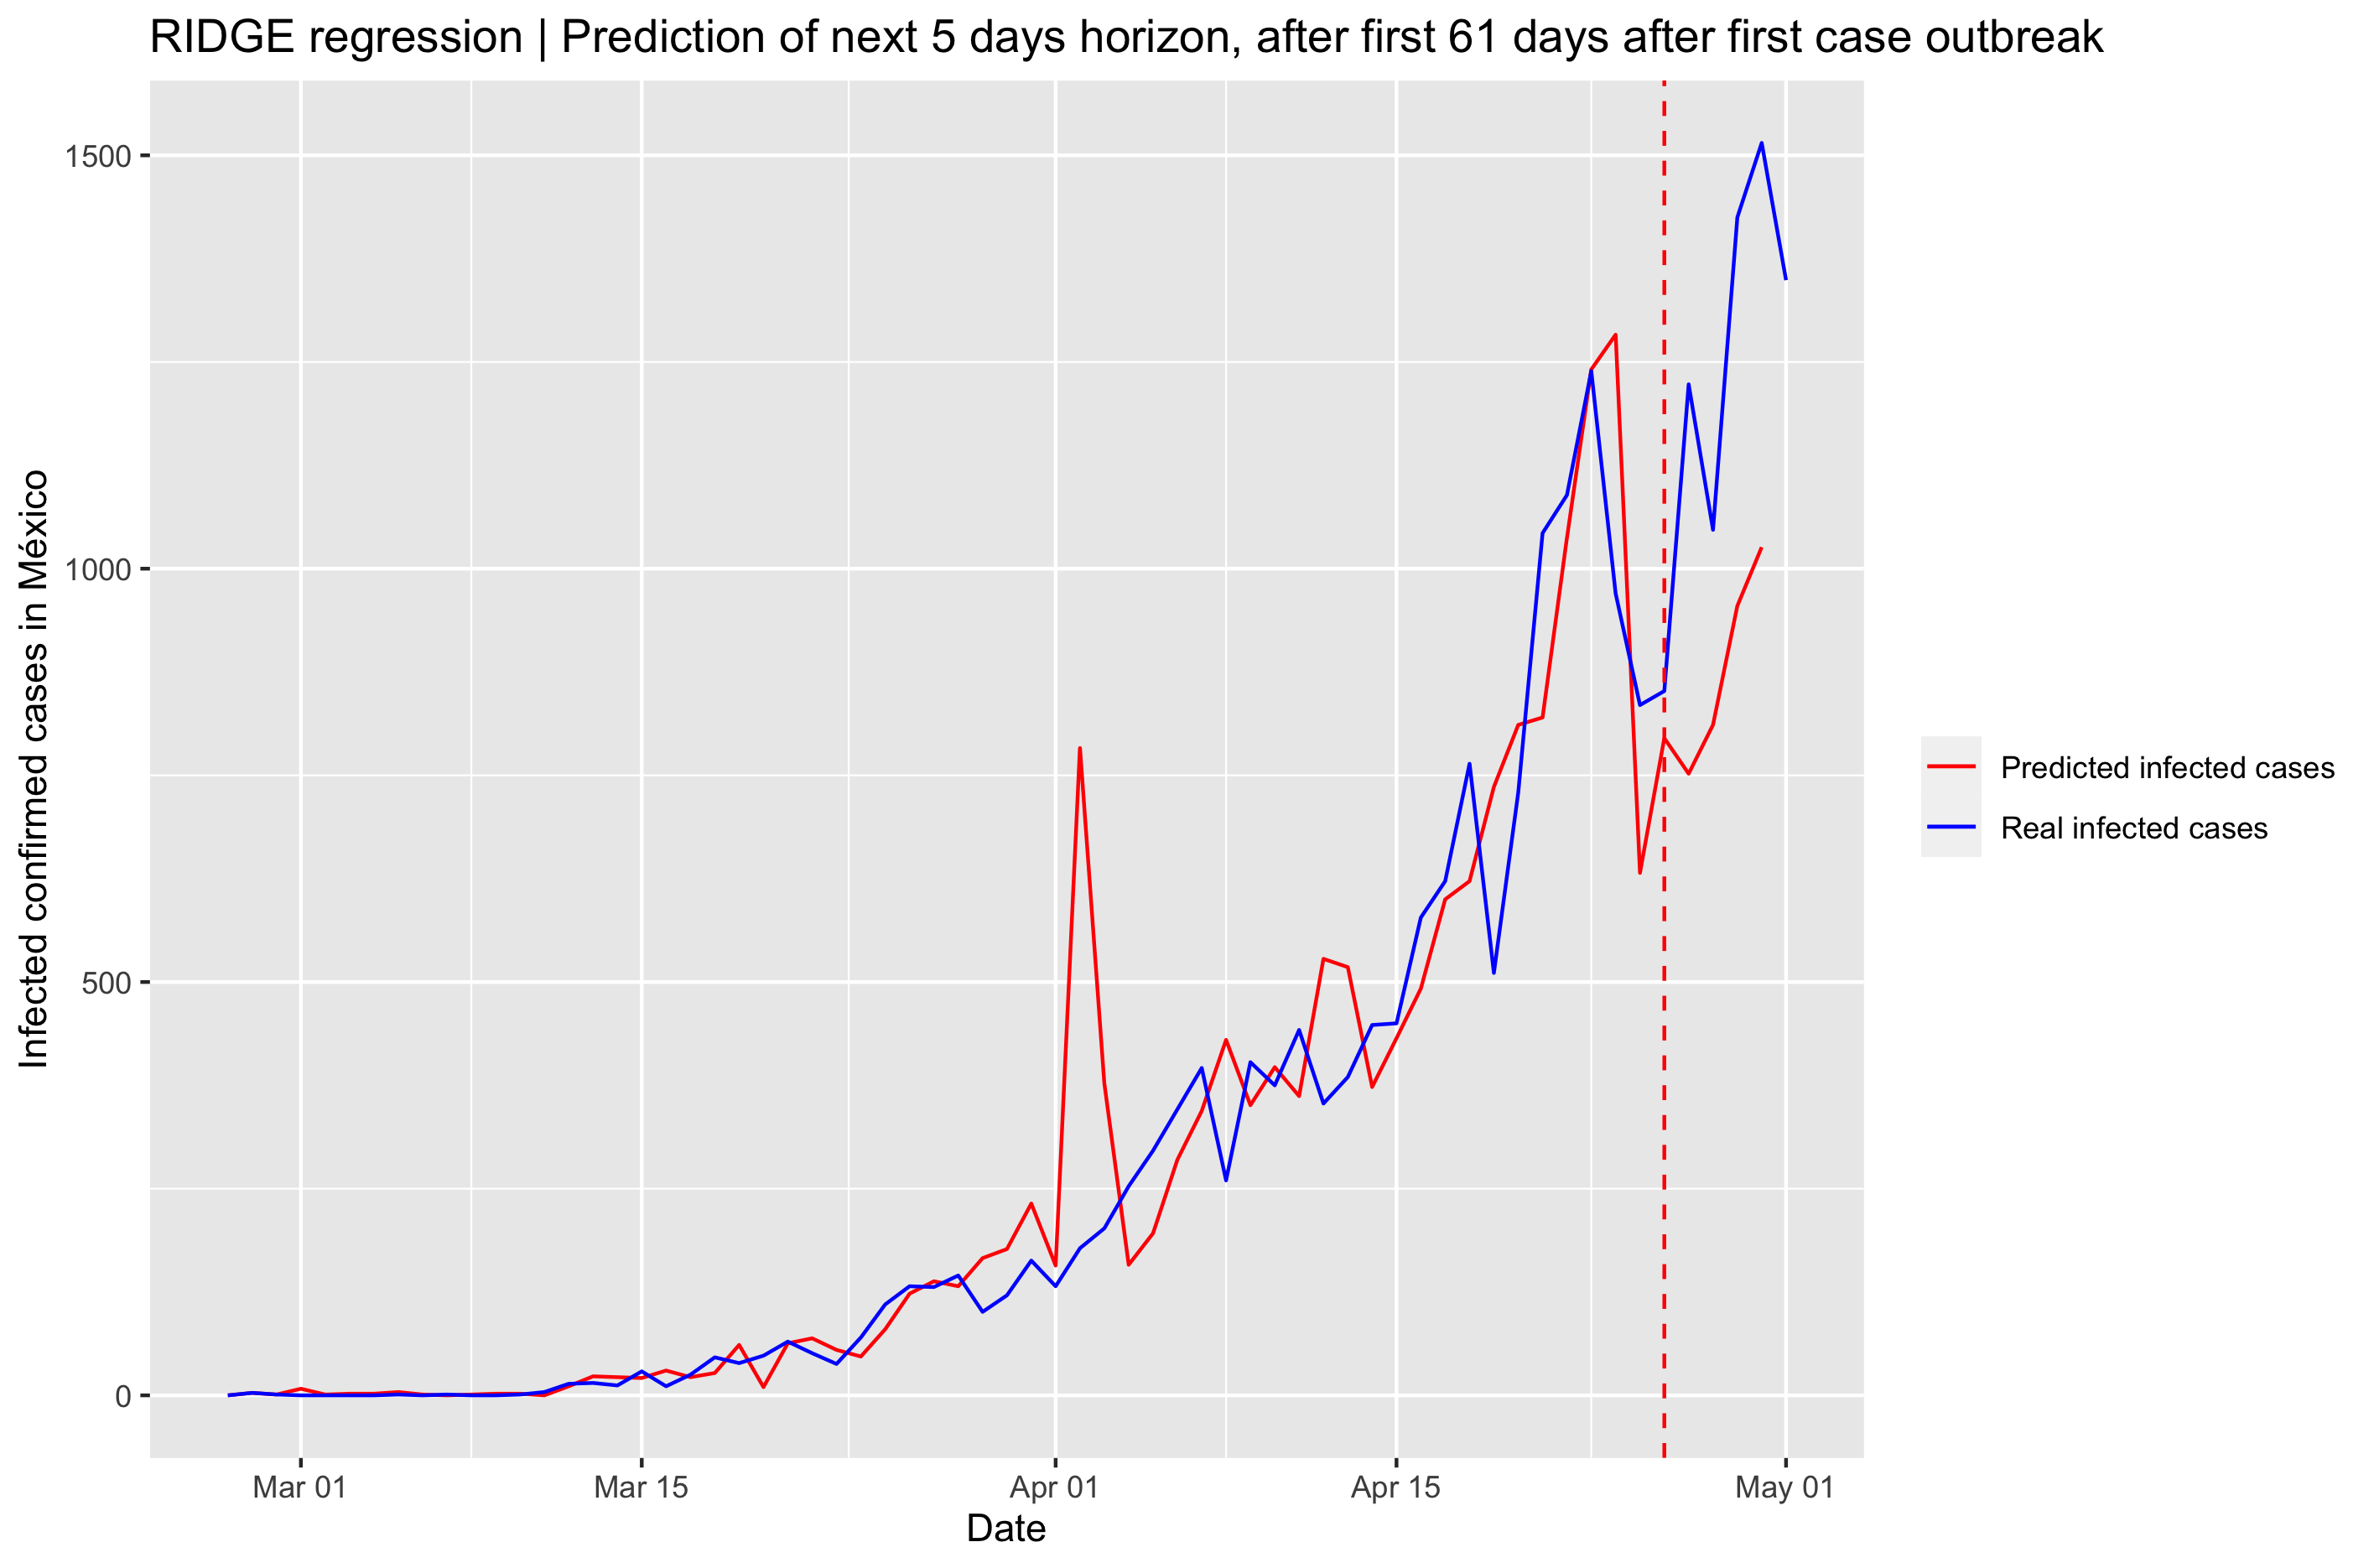 RIDGE regression | Prediction of next 5 days horizon, after first 61 days after first case outbreak
Infected confirmed cases in México
1500
1000
500
0
Mar 01
Mar 15
Apr 01
Apr 15
May 01
Date
Predicted infected cases
Real infected cases